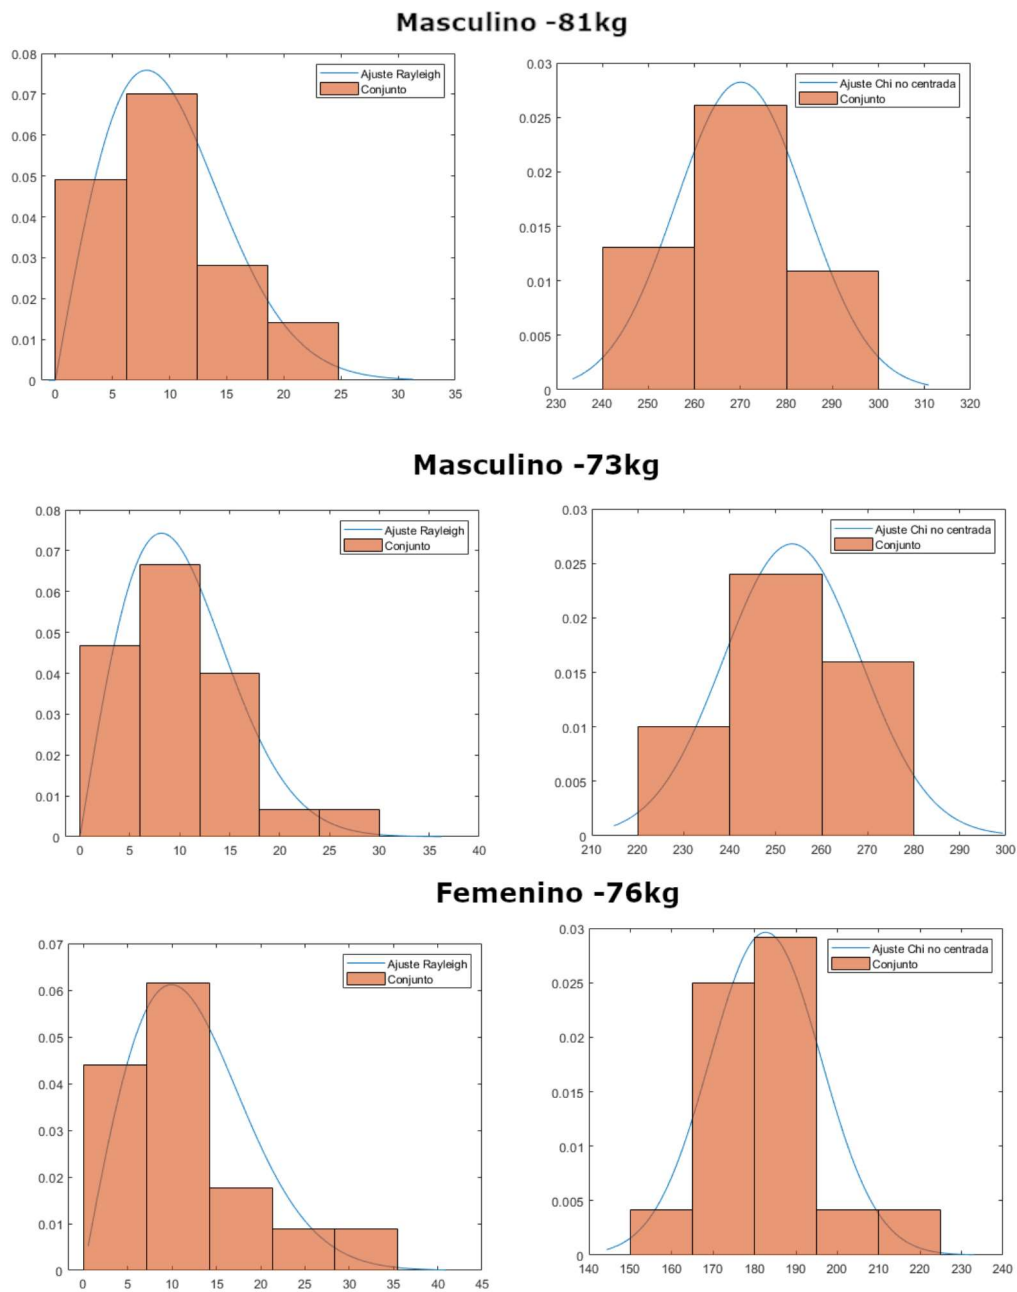 Masculino -81kg
0.08
0.07
0.06
0.05
0.04
0.03
0.02
0.01
0
0 5 10 15 20 25 30 35
Ajuste Rayleigh
Conjunto
0.03
0.025
0.02
0.015
0.01
0.005
0
230 240 250 260 270 280 290 300 310 320
Ajuste Chi no centrada
Conjunto
Masculino -73kg
0.08
0.07
0.06
0.05
0.04
0.03
0.02
0.01
0
0 5 10 15 20 25 30 35 40
Ajuste Rayleigh
Conjunto
0.03
0.025
0.02
0.015
0.01
0.005
0
210 220 230 240 250 260 270 280 290 300
Ajuste Chi no centrada
Conjunto
Femenino -76kg
0.07
0.06
0.05
0.04
0.03
0.02
0.01
0
0 5 10 15 20 25 30 35 40 45
Ajuste Rayleigh
Conjunto
0.03
0.025
0.02
0.015
0.01
0.005
0
140 150 160 170 180 190 200 210 220 230 240
Ajuste Chi no centrada
Conjunto